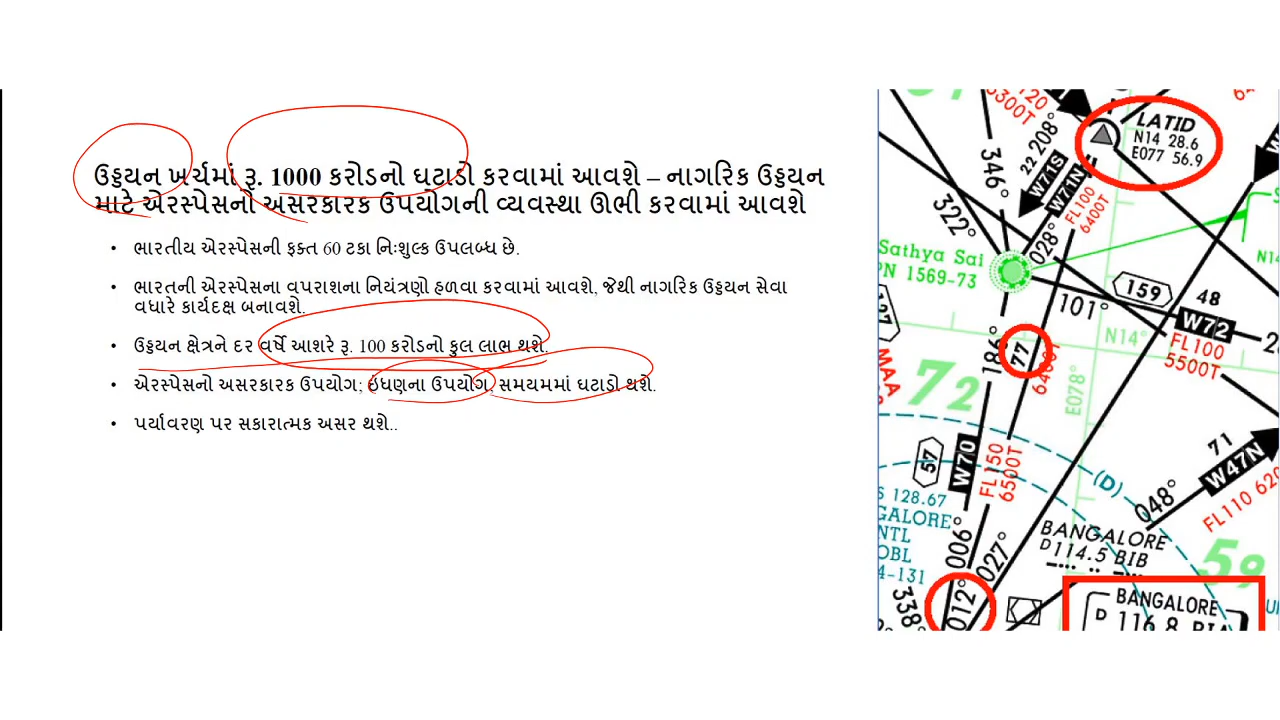 ઉડ્ડયન ખર્ચમાં રૂ. 1000 કરોડનો ઘટાડો કરવામાં આવશે – નાગરિક ઉડ્ડયન
માટે એરસ્પેસનો અસરકારક ઉપયોગની વ્યવસ્થા ઊભી કરવામાં આવશે
• ભારતીય એરસ્પેસની ફક્ત 60 ટકા નિઃશુલ્ક ઉપલબ્ધ છે.
• ભારતની એરસ્પેસના વપરાશના નિયંત્રણો હળવા કરવામાં આવશે, જેથી નાગરિક ઉડ્ડયન સેવા
વધારે કાર્યદક્ષ બનાવશે.
• ઉડ્ડયન ક્ષેત્રને દર વર્ષે આશરે રૂ. 100 કરોડનો કુલ લાભ થશે.
• એરસ્પેસનો અસરકારક ઉપયોગ; ઇંધણના ઉપયોગ, સમયમમાં ઘટાડો થશે.
• પર્યાવરણ પર સકારાત્મક અસર થશે..
LATID
N14 28.6
E077 56.9
208°
22
W71S
W71N
FL100
6400T
346°
322°
028°
Sathya Sai
PN 1569-73
159
101°
48
W72
FL100
5500T
N14°
E078°
186°
77
MAA
72
W70
FL150
6500T
57
(D)
71
W47N
FL110
048°
S 128.67
GALORE
NTL
OBL
4-131
BANGALORE
D114.5 BIB
59
006°
027°
012°
338°
BANGALORE
D 116.8 BIA